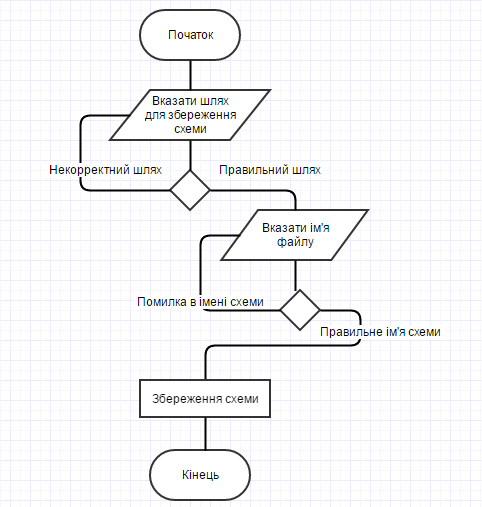 Початок
Вказати шлях
для збереження
схеми
Некорректний шлях
Правильний шлях
Вказати ім'я
файлу
Помилка в імені схеми
Правильне ім'я схеми
Збереження схеми
Кінець